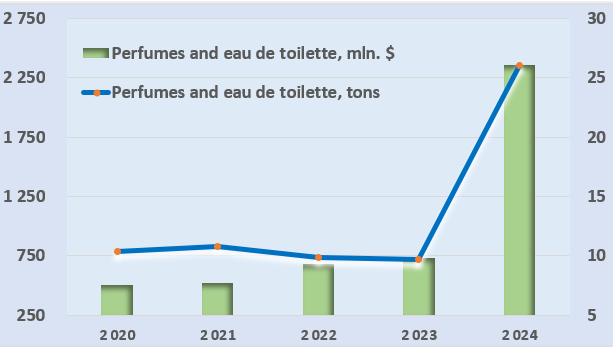 2 750 30
Perfumes and eau de toilette, mln. $
2 250 25
Perfumes and eau de toilette, tons
1 750 20
1 250 15
750 10
250 5
2 020 2 021 2 022 2 023 2 024